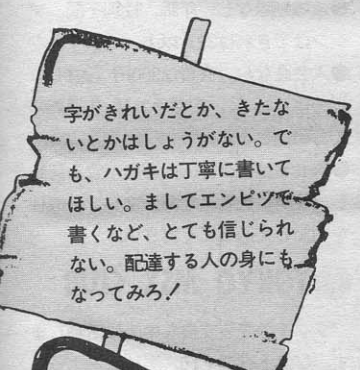 字がきれいだとか、きたな
いとかはしょうがない。で
も、ハガキは丁寧に書いて
ほしい。ましてエンピツで
書くなど、とても信じられ
ない。配達する人の身にも
なってみろ！